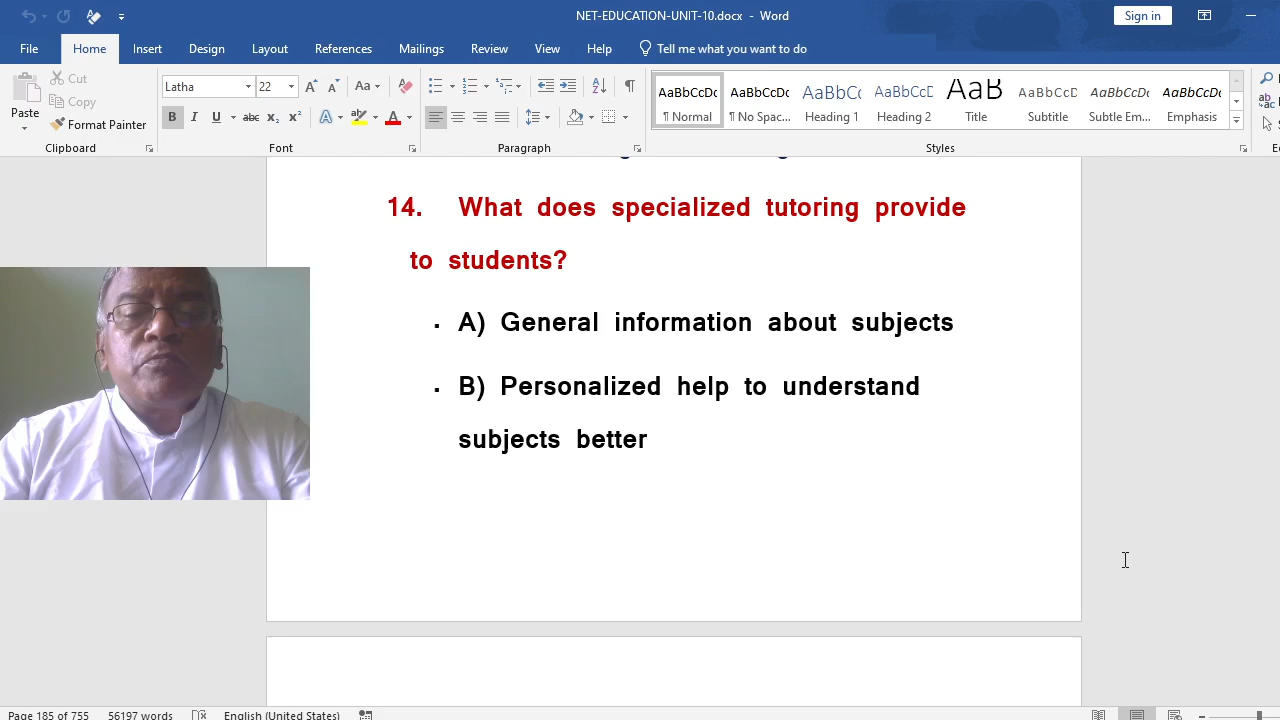 NET-EDUCATION-UNIT-10.docx - Word
Sign in
File Home Insert Design Layout References Mailings Review View Help Tell me what you want to do
Paste
Cut
Copy
Format Painter
Clipboard
Latha 22
Font
Paragraph
AaBbCcDc AaBbCcDc AaBbCc AaBbCcD AaB AaBbCcD AaBbCcDc AaBbCcDc
¶ Normal ¶ No Spac... Heading 1 Heading 2 Title Subtitle Subtle Em... Emphasis
Styles
14. What does specialized tutoring provide
to students?
▪ A) General information about subjects
▪ B) Personalized help to understand
subjects better
Page 185 of 755 56197 words English (United States)